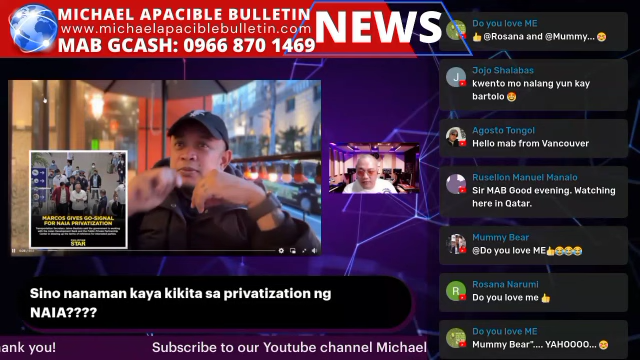 MICHAEL APACIBLE BULLETIN
www.michaelapaciblebulletin.com
MAB GCASH: 0966 870 1469
NEWS
MARCOS GIVES GO-SIGNAL
FOR NAIA PRIVATIZATION
STAR
Sino nanaman kaya kikita sa privatization ng
NAIA????
ank you!
Subscribe to our Youtube channel Michael
Do you love ME
👍 @Rosana and @Mummy... 😊
Jojo Shalabas
kwento mo nalang yun kay
bartolo 🤩
Agosto Tongol
Hello mab from Vancouver
Rusellon Manuel Manalo
Sir MAB Good evening. Watching
here in Qatar.
Mummy Bear
@Do you love ME👍😂😂😂
R
Rosana Narumi
Do you love me 👍
Do you love ME
Mummy Bear".... YAHOOOO... 😊